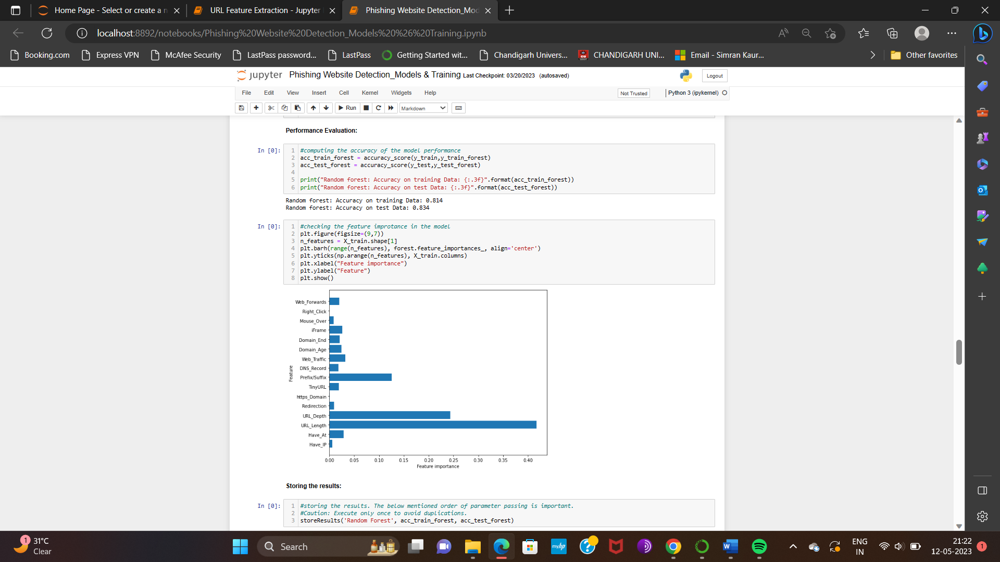 Home Page - Select or create a n
URL Feature Extraction - Jupyter
Phishing Website Detection_Mod
localhost:8892/notebooks/Phishing%20Website%20Detection_Models%20%26%20Training.ipynb
Booking.com
Express VPN
McAfee Security
LastPass password...
LastPass
Getting Started wit...
Chandigarh Univers...
CHANDIGARH UNI...
Email - Simran Kaur...
Other favorites
jupyter Phishing Website Detection_Models & Training Last Checkpoint: 03/20/2023 (autosaved)
Logout
File Edit View Insert Cell Kernel Widgets Help
Not Trusted
Python 3 (ipykernel)
Run
Markdown
Performance Evaluation:
In [0]:
1 #computing the accuracy of the model performance
2 acc_train_forest = accuracy_score(y_train,y_train_forest)
3 acc_test_forest = accuracy_score(y_test,y_test_forest)
4
5 print("Random forest: Accuracy on training Data: {:.3f}".format(acc_train_forest))
6 print("Random forest: Accuracy on test Data: {:.3f}".format(acc_test_forest))
Random forest: Accuracy on training Data: 0.814
Random forest: Accuracy on test Data: 0.834
In [0]:
1 #checking the feature improtance in the model
2 plt.figure(figsize=(9,7))
3 n_features = X_train.shape[1]
4 plt.barh(range(n_features), forest.feature_importances_, align='center')
5 plt.yticks(np.arange(n_features), X_train.columns)
6 plt.xlabel("Feature importance")
7 plt.ylabel("Feature")
8 plt.show()
Web_Forwards
Right_Click
Mouse_Over
iFrame
Domain_End
Domain_Age
Web_Traffic
DNS_Record
Prefix/Suffix
TinyURL
https_Domain
Redirection
URL_Depth
URL_Length
Have_At
Have_IP
Feature
0.00 0.05 0.10 0.15 0.20 0.25 0.30 0.35 0.40
Feature importance
Storing the results:
In [0]:
1 #storing the results. The below mentioned order of parameter passing is important.
2 #Caution: Execute only once to avoid duplications.
3 storeResults('Random Forest', acc_train_forest, acc_test_forest)
1
31°C
Clear
Search
myhp
ENG
IN
21:22
12-05-2023
1